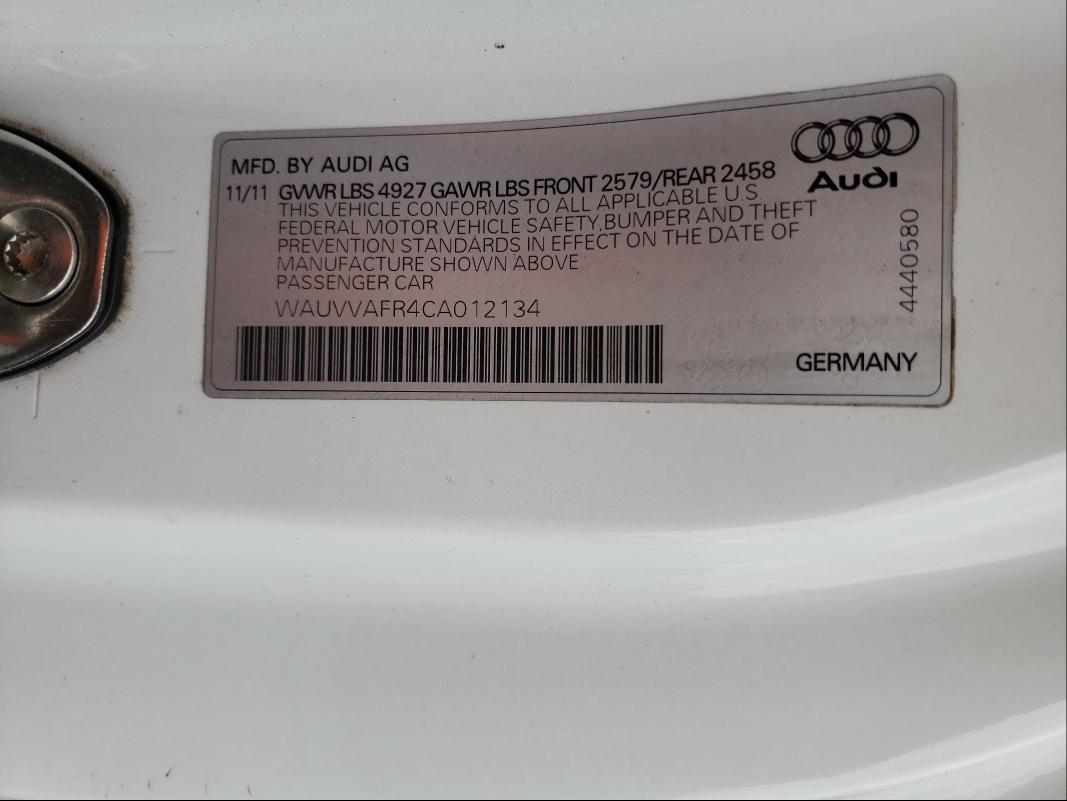 MFD. BY AUDI AG
11/11 GVWR LBS 4927 GAWR LBS FRONT 2579/REAR 2458
THIS VEHICLE CONFORMS TO ALL APPLICABLE U.S.
FEDERAL MOTOR VEHICLE SAFETY,BUMPER AND THEFT
PREVENTION STANDARDS IN EFFECT ON THE DATE OF
MANUFACTURE SHOWN ABOVE
PASSENGER CAR
WAUVVAFR4CA012134
Audi
4440580
GERMANY